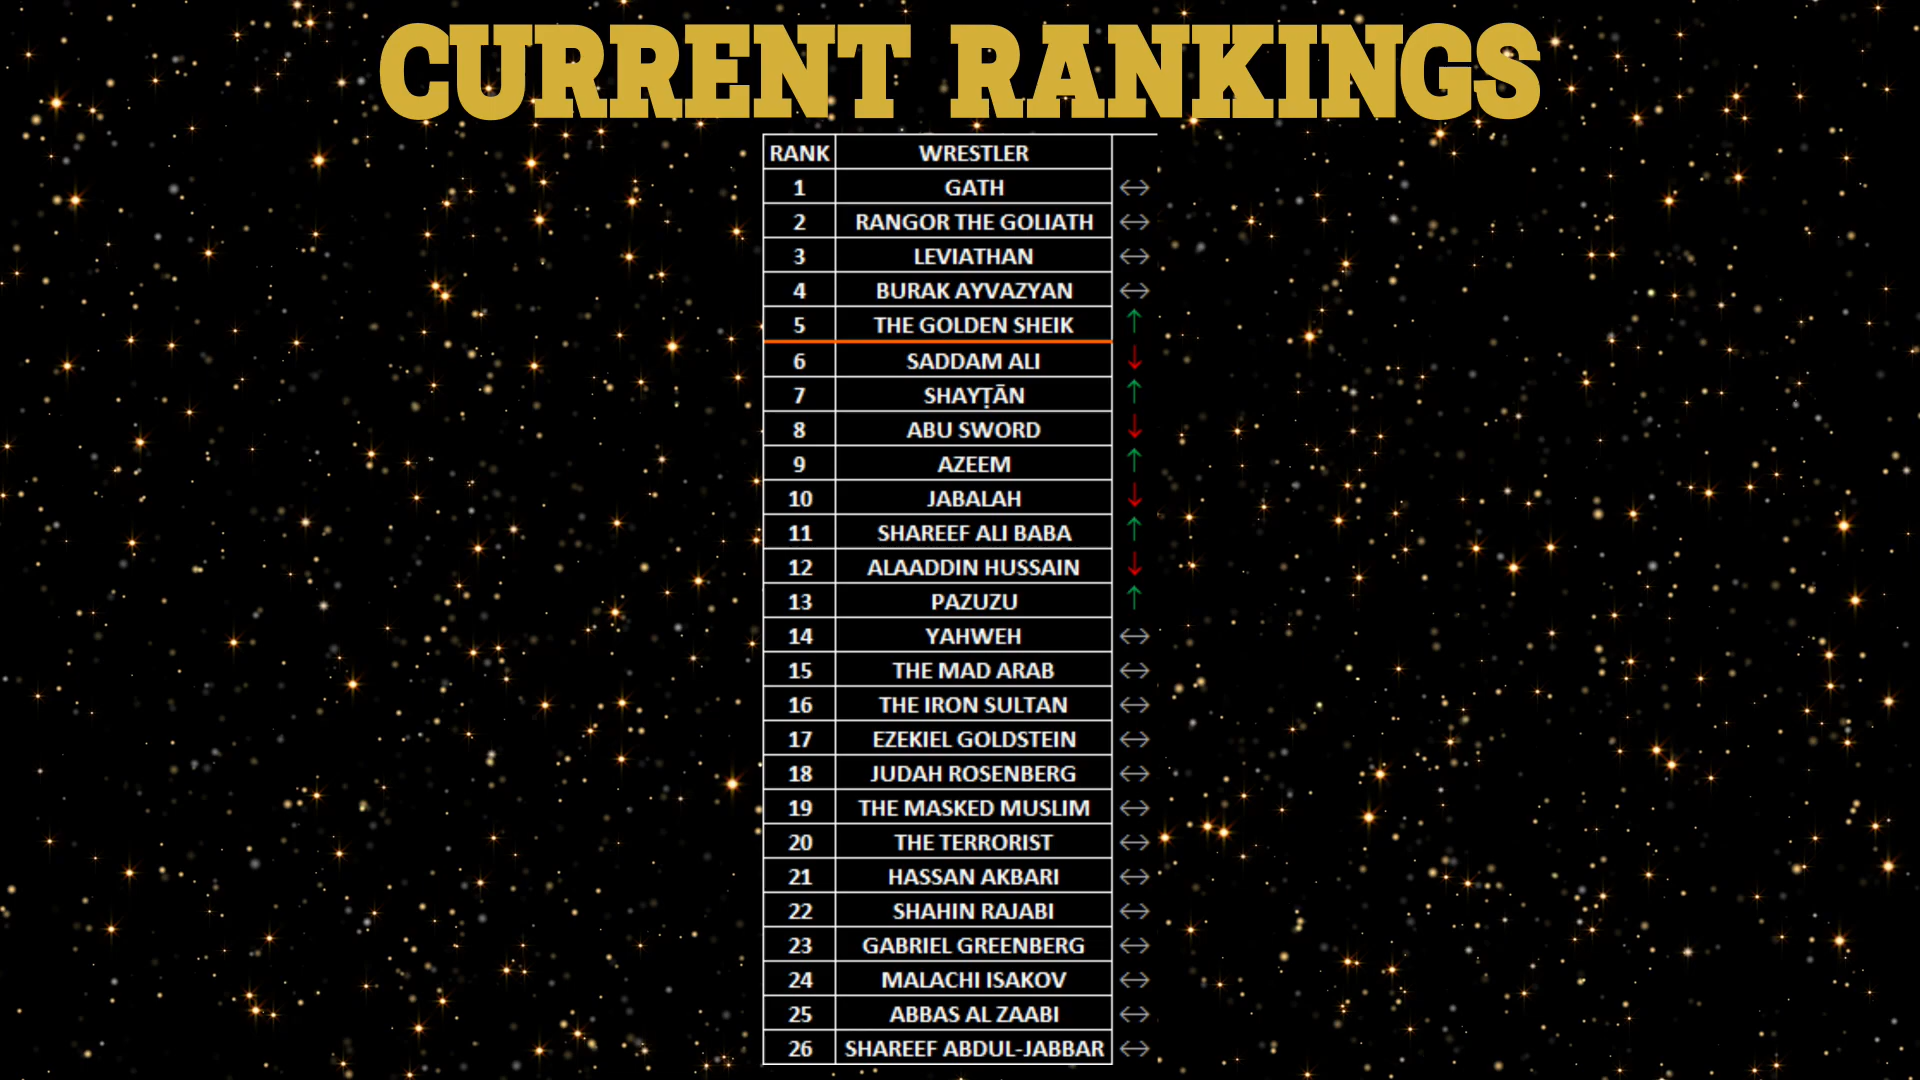 CURRENT RANKINGS
RANK WRESTLER
1 GATH ↔
2 RANGOR THE GOLIATH ↔
3 LEVIATHAN ↔
4 BURAK AYVAZYAN ↔
5 THE GOLDEN SHEIK ↑
6 SADDAM ALI ↓
7 SHAYṬĀN ↑
8 ABU SWORD ↓
9 AZEEM ↑
10 JABALAH ↓
11 SHAREEF ALI BABA ↑
12 ALAADDIN HUSSAIN ↓
13 PAZUZU ↑
14 YAHWEH ↔
15 THE MAD ARAB ↔
16 THE IRON SULTAN ↔
17 EZEKIEL GOLDSTEIN ↔
18 JUDAH ROSENBERG ↔
19 THE MASKED MUSLIM ↔
20 THE TERRORIST ↔
21 HASSAN AKBARI ↔
22 SHAHIN RAJABI ↔
23 GABRIEL GREENBERG ↔
24 MALACHI ISAKOV ↔
25 ABBAS AL ZAABI ↔
26 SHAREEF ABDUL-JABBAR ↔